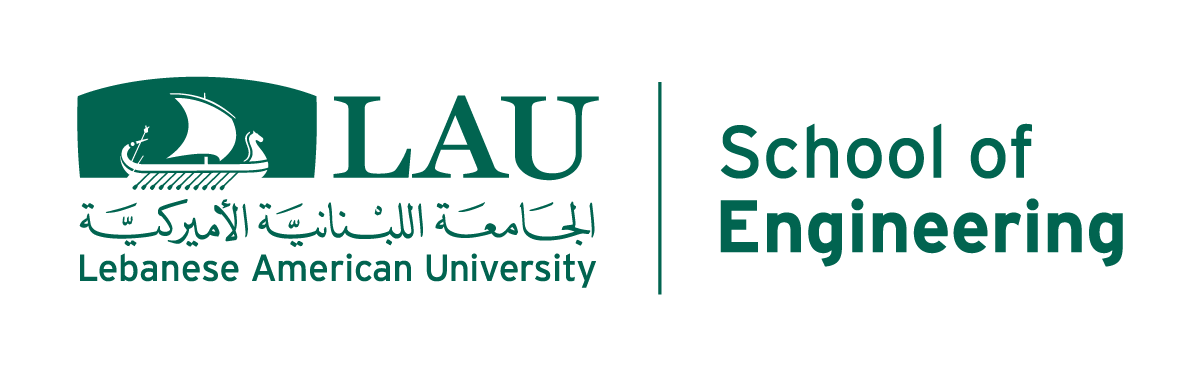 LAU
الجامعة اللبنانية الأميركية
Lebanese American University
School of
Engineering